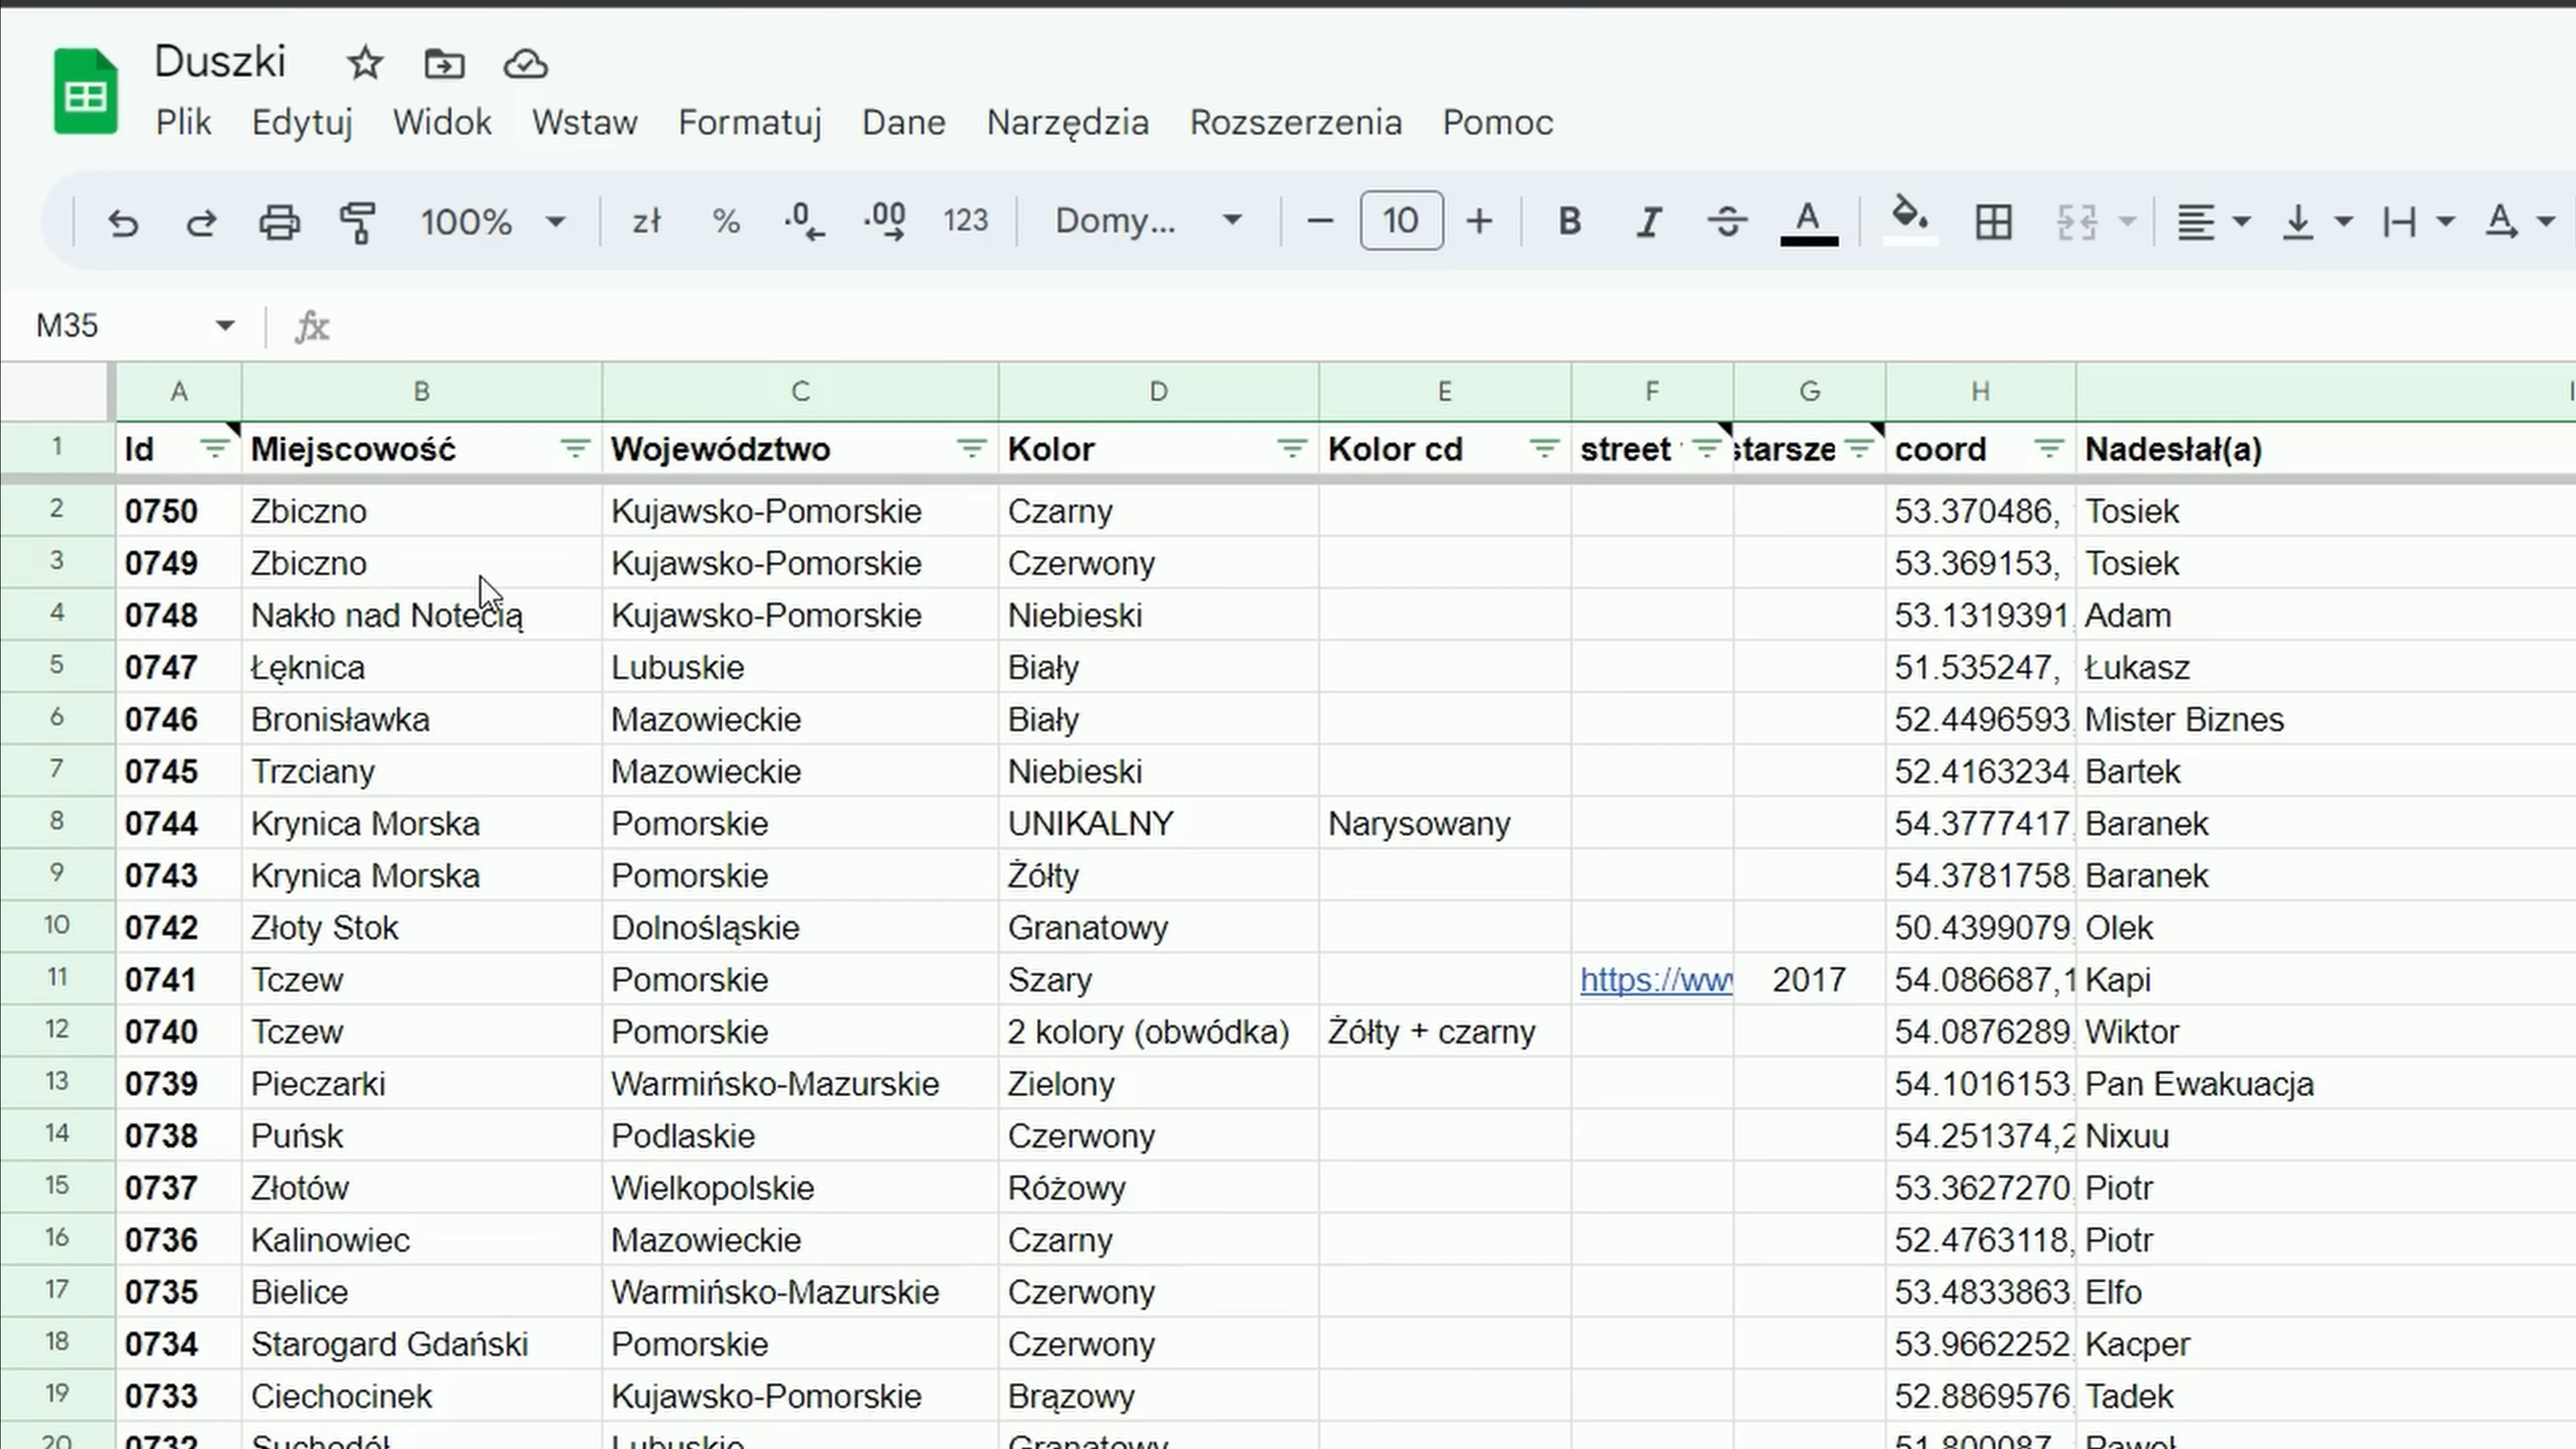 Duszki
Plik Edytuj Widok Wstaw Formatuj Dane Narzędzia Rozszerzenia Pomoc
100% zł % .0 .00 123 Domy... 10 B I A A
M35 fx
A B C D E F G H I
1 Id Miejscowość Województwo Kolor Kolor cd street starsze coord Nadesłał(a)
2 0750 Zbiczno Kujawsko-Pomorskie Czarny 53.370486, Tosiek
3 0749 Zbiczno Kujawsko-Pomorskie Czerwony 53.369153, Tosiek
4 0748 Nakło nad Notecią Kujawsko-Pomorskie Niebieski 53.1319391, Adam
5 0747 Łęknica Lubuskie Biały 51.535247, Łukasz
6 0746 Bronisławka Mazowieckie Biały 52.4496593, Mister Biznes
7 0745 Trzciany Mazowieckie Niebieski 52.4163234, Bartek
8 0744 Krynica Morska Pomorskie UNIKALNY Narysowany 54.3777417, Baranek
9 0743 Krynica Morska Pomorskie Żółty 54.3781758, Baranek
10 0742 Złoty Stok Dolnośląskie Granatowy 50.4399079, Olek
11 0741 Tczew Pomorskie Szary https://www 2017 54.086687,1 Kapi
12 0740 Tczew Pomorskie 2 kolory (obwódka) Żółty + czarny 54.0876289, Wiktor
13 0739 Pieczarki Warmińsko-Mazurskie Zielony 54.1016153, Pan Ewakuacja
14 0738 Puńsk Podlaskie Czerwony 54.251374,2 Nixuu
15 0737 Złotów Wielkopolskie Różowy 53.3627270, Piotr
16 0736 Kalinowiec Mazowieckie Czarny 52.4763118, Piotr
17 0735 Bielice Warmińsko-Mazurskie Czerwony 53.4833863, Elfo
18 0734 Starogard Gdański Pomorskie Czerwony 53.9662252, Kacper
19 0733 Ciechocinek Kujawsko-Pomorskie Brązowy 52.8869576, Tadek
20 0732 Suchodół Lubuskie Granatowy 51.800087, Paweł